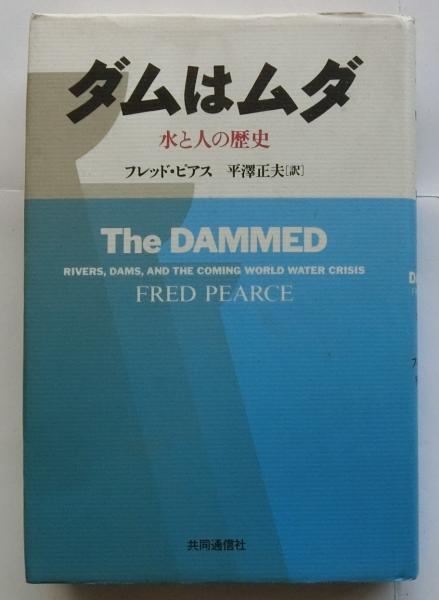 ダムはムダ
水と人の歴史
フレッド・ピアス 平澤正夫[訳]
The DAMMED
RIVERS, DAMS, AND THE COMING WORLD WATER CRISIS
FRED PEARCE
共同通信社